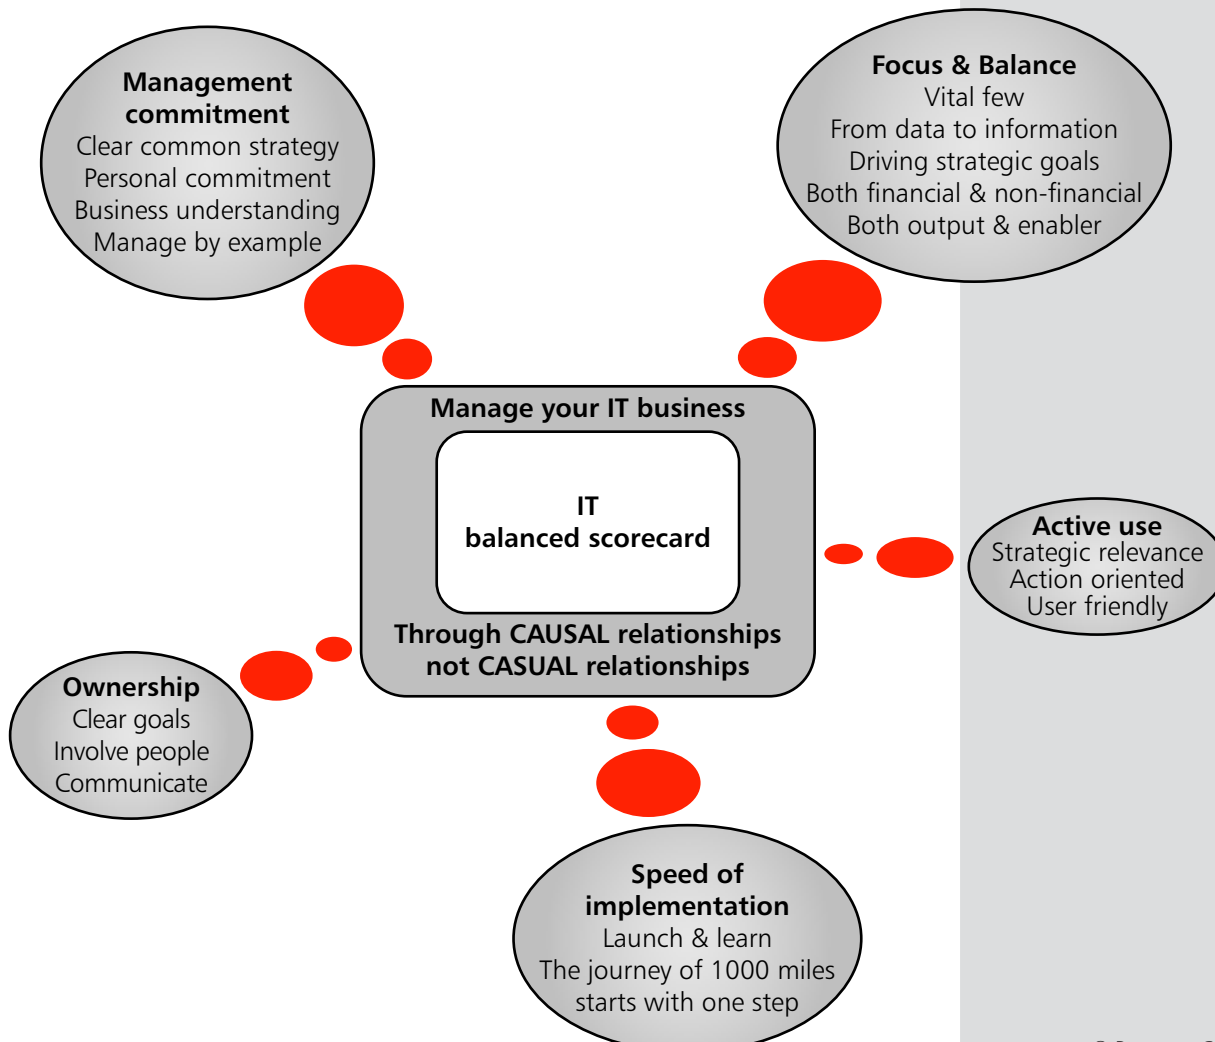 Management
commitment
Clear common strategy
Personal commitment
Business understanding
Manage by example
Focus & Balance
Vital few
From data to information
Driving strategic goals
Both financial & non-financial
Both output & enabler
Manage your IT business
IT
balanced scorecard
Through CAUSAL relationships
not CASUAL relationships
Active use
Strategic relevance
Action oriented
User friendly
Ownership
Clear goals
Involve people
Communicate
Speed of
implementation
Launch & learn
The journey of 1000 miles
starts with one step